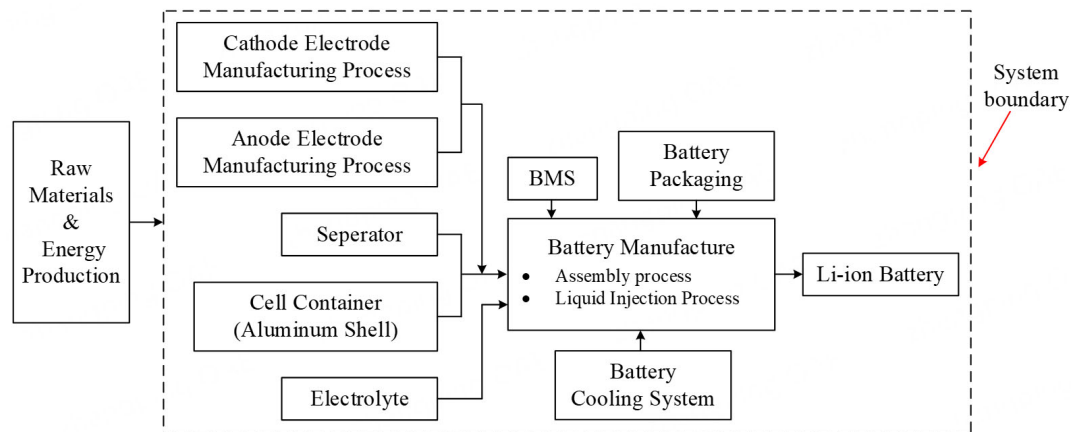 Cathode Electrode
Manufacturing Process
System
boundary
Anode Electrode
Manufacturing Process
Raw
Materials
&
Energy
Production
BMS
Battery
Packaging
Seperator
Battery Manufacture
• Assembly process
• Liquid Injection Process
Li-ion Battery
Cell Container
(Aluminum Shell)
Electrolyte
Battery
Cooling System